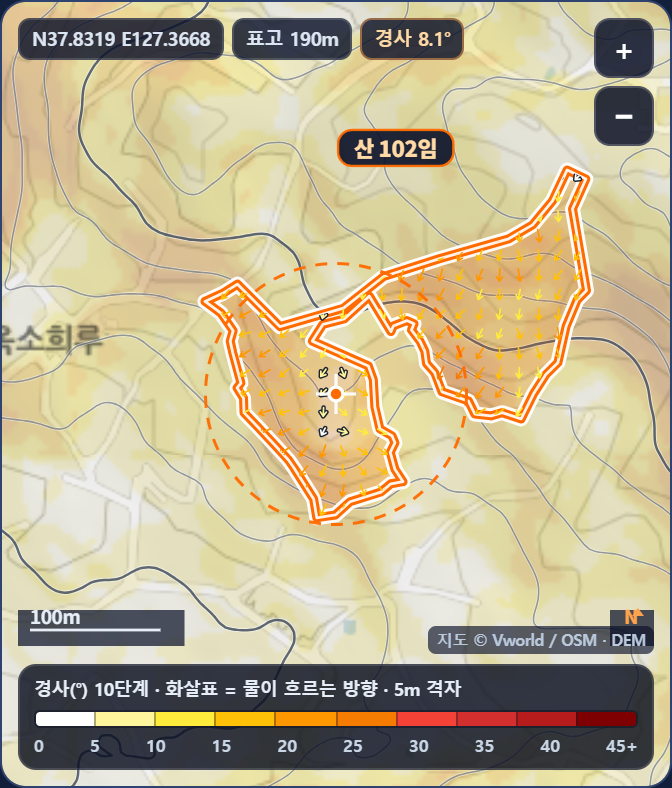 N37.8319 E127.3668
표고 190m
경사 8.1°
+
−
산 102임
옥소희루
100m
N
지도 © Vworld / OSM · DEM
경사(°) 10단계 · 화살표 = 물이 흐르는 방향 · 5m 격자
0 5 10 15 20 25 30 35 40 45+